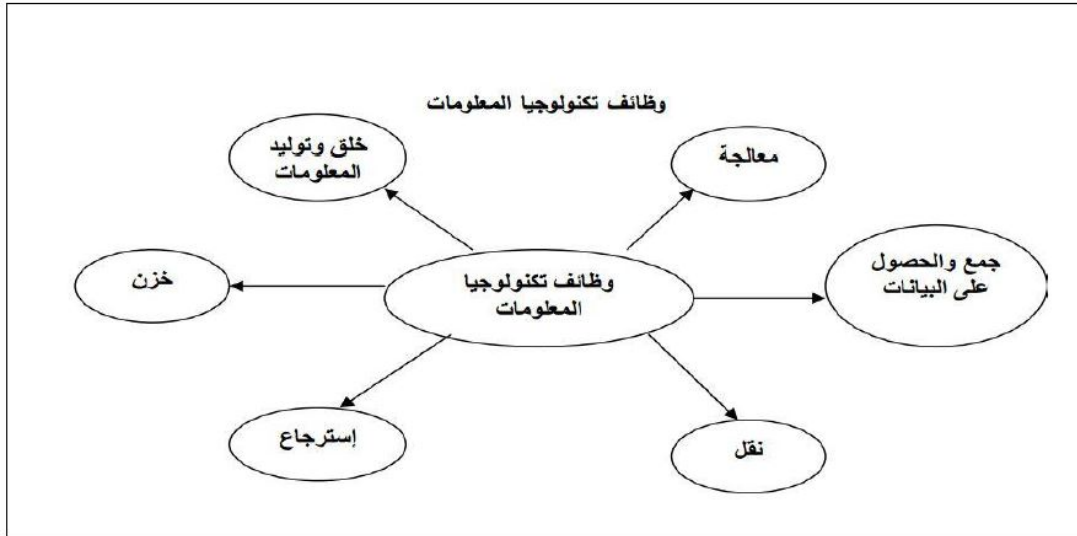 وظائف تكنولوجيا المعلومات
معالجة
خلق وتوليد
المعلومات
جمع والحصول
على البيانات
وظائف تكنولوجيا
المعلومات
خزن
نقل
إسترجاع